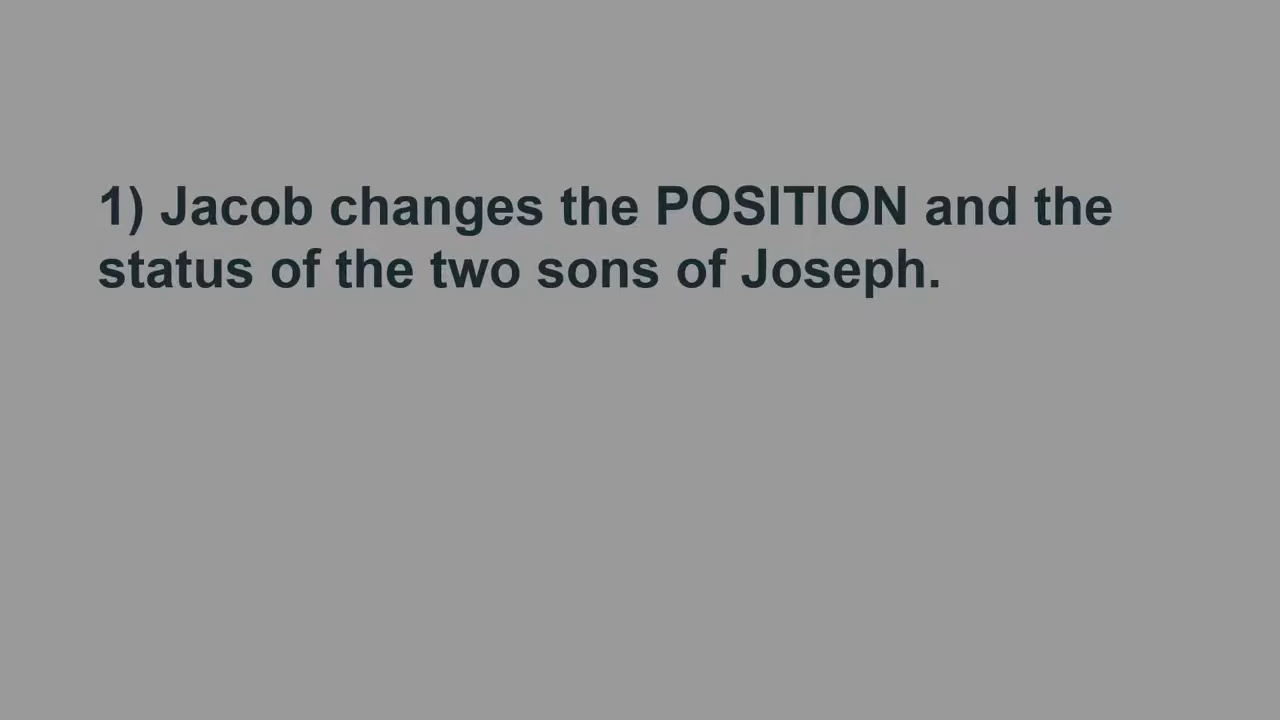 1) Jacob changes the POSITION and the
status of the two sons of Joseph.